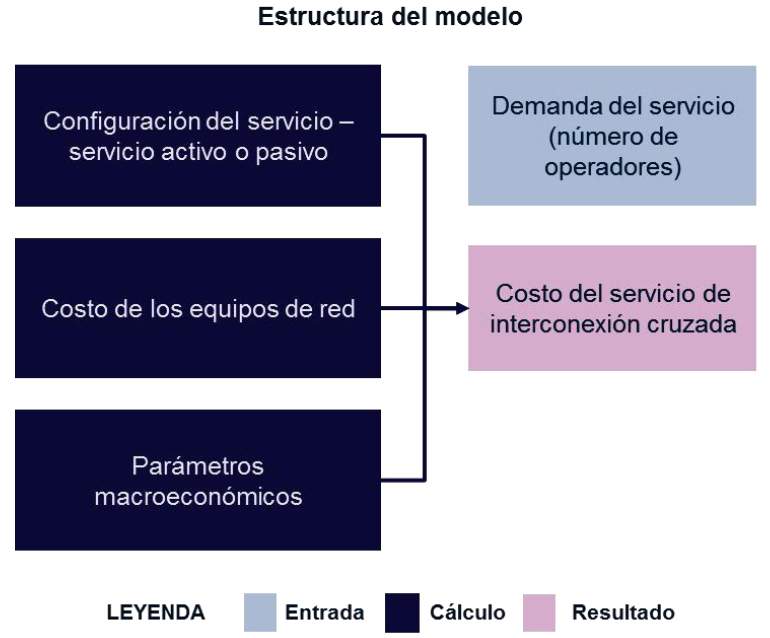 Estructura del modelo
Configuración del servicio –
servicio activo o pasivo
Demanda del servicio
(número de
operadores)
Costo de los equipos de red
Costo del servicio de
interconexión cruzada
Parámetros
macroeconómicos
LEYENDA Entrada Cálculo Resultado